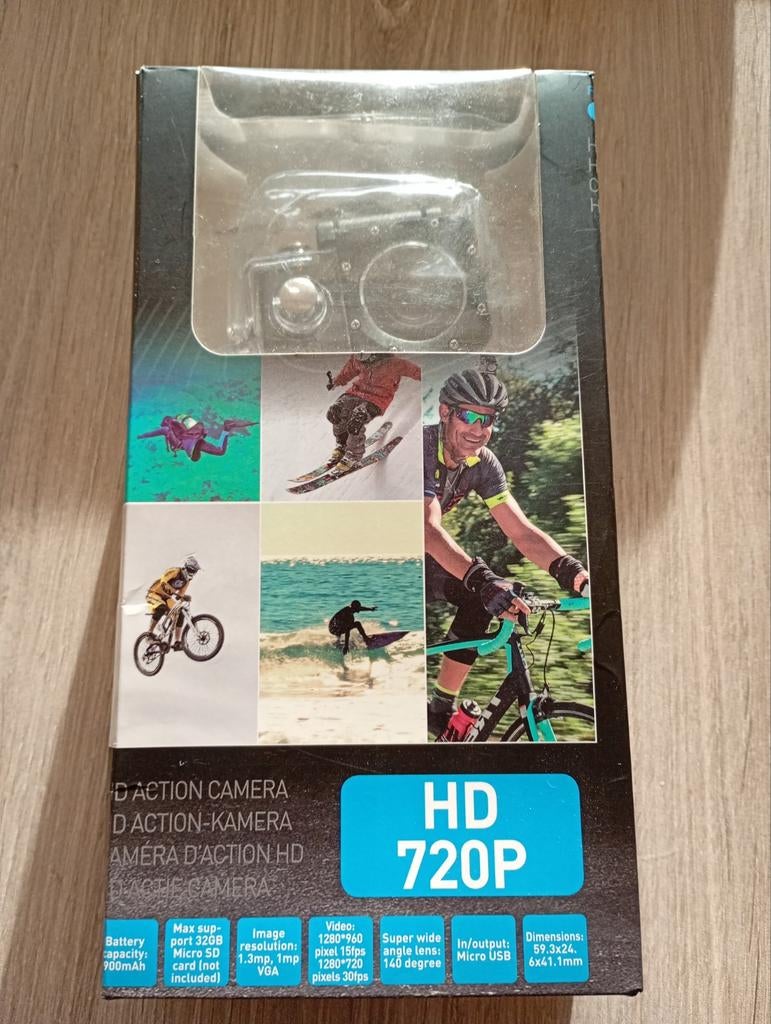 D ACTION CAMERA
D ACTION-KAMERA
AMÉRA D'ACTION HD
D ACTIE CAMERA
HD
720P
Battery
capacity:
900mAh
Max sup-
port 32GB
Micro SD
card (not
included)
Image
resolution:
1.3mp, 1mp
VGA
Video:
1280*960
pixel 15fps
1280*720
pixels 30fps
Super wide
angle lens:
140 degree
in/output:
Micro USB
Dimensions:
59.3x24.
6x41.1mm